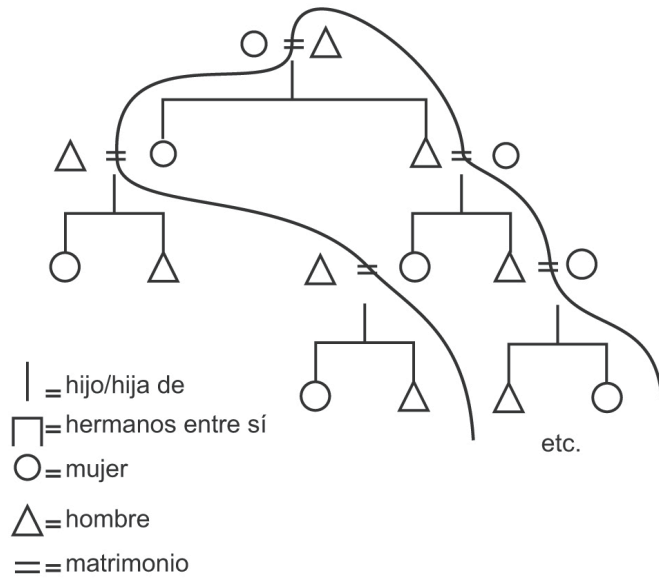 = hijo/hija de
= hermanos entre sí
= mujer
= hombre
= matrimonio
etc.